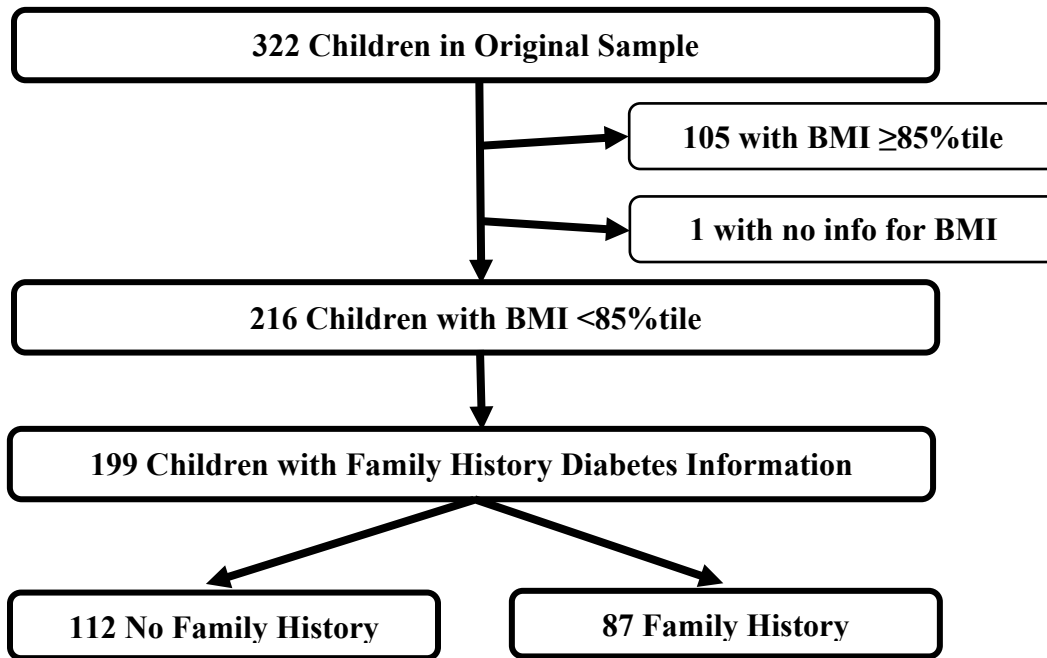 322 Children in Original Sample
105 with BMI ≥85%tile
1 with no info for BMI
216 Children with BMI <85%tile
199 Children with Family History Diabetes Information
112 No Family History
87 Family History